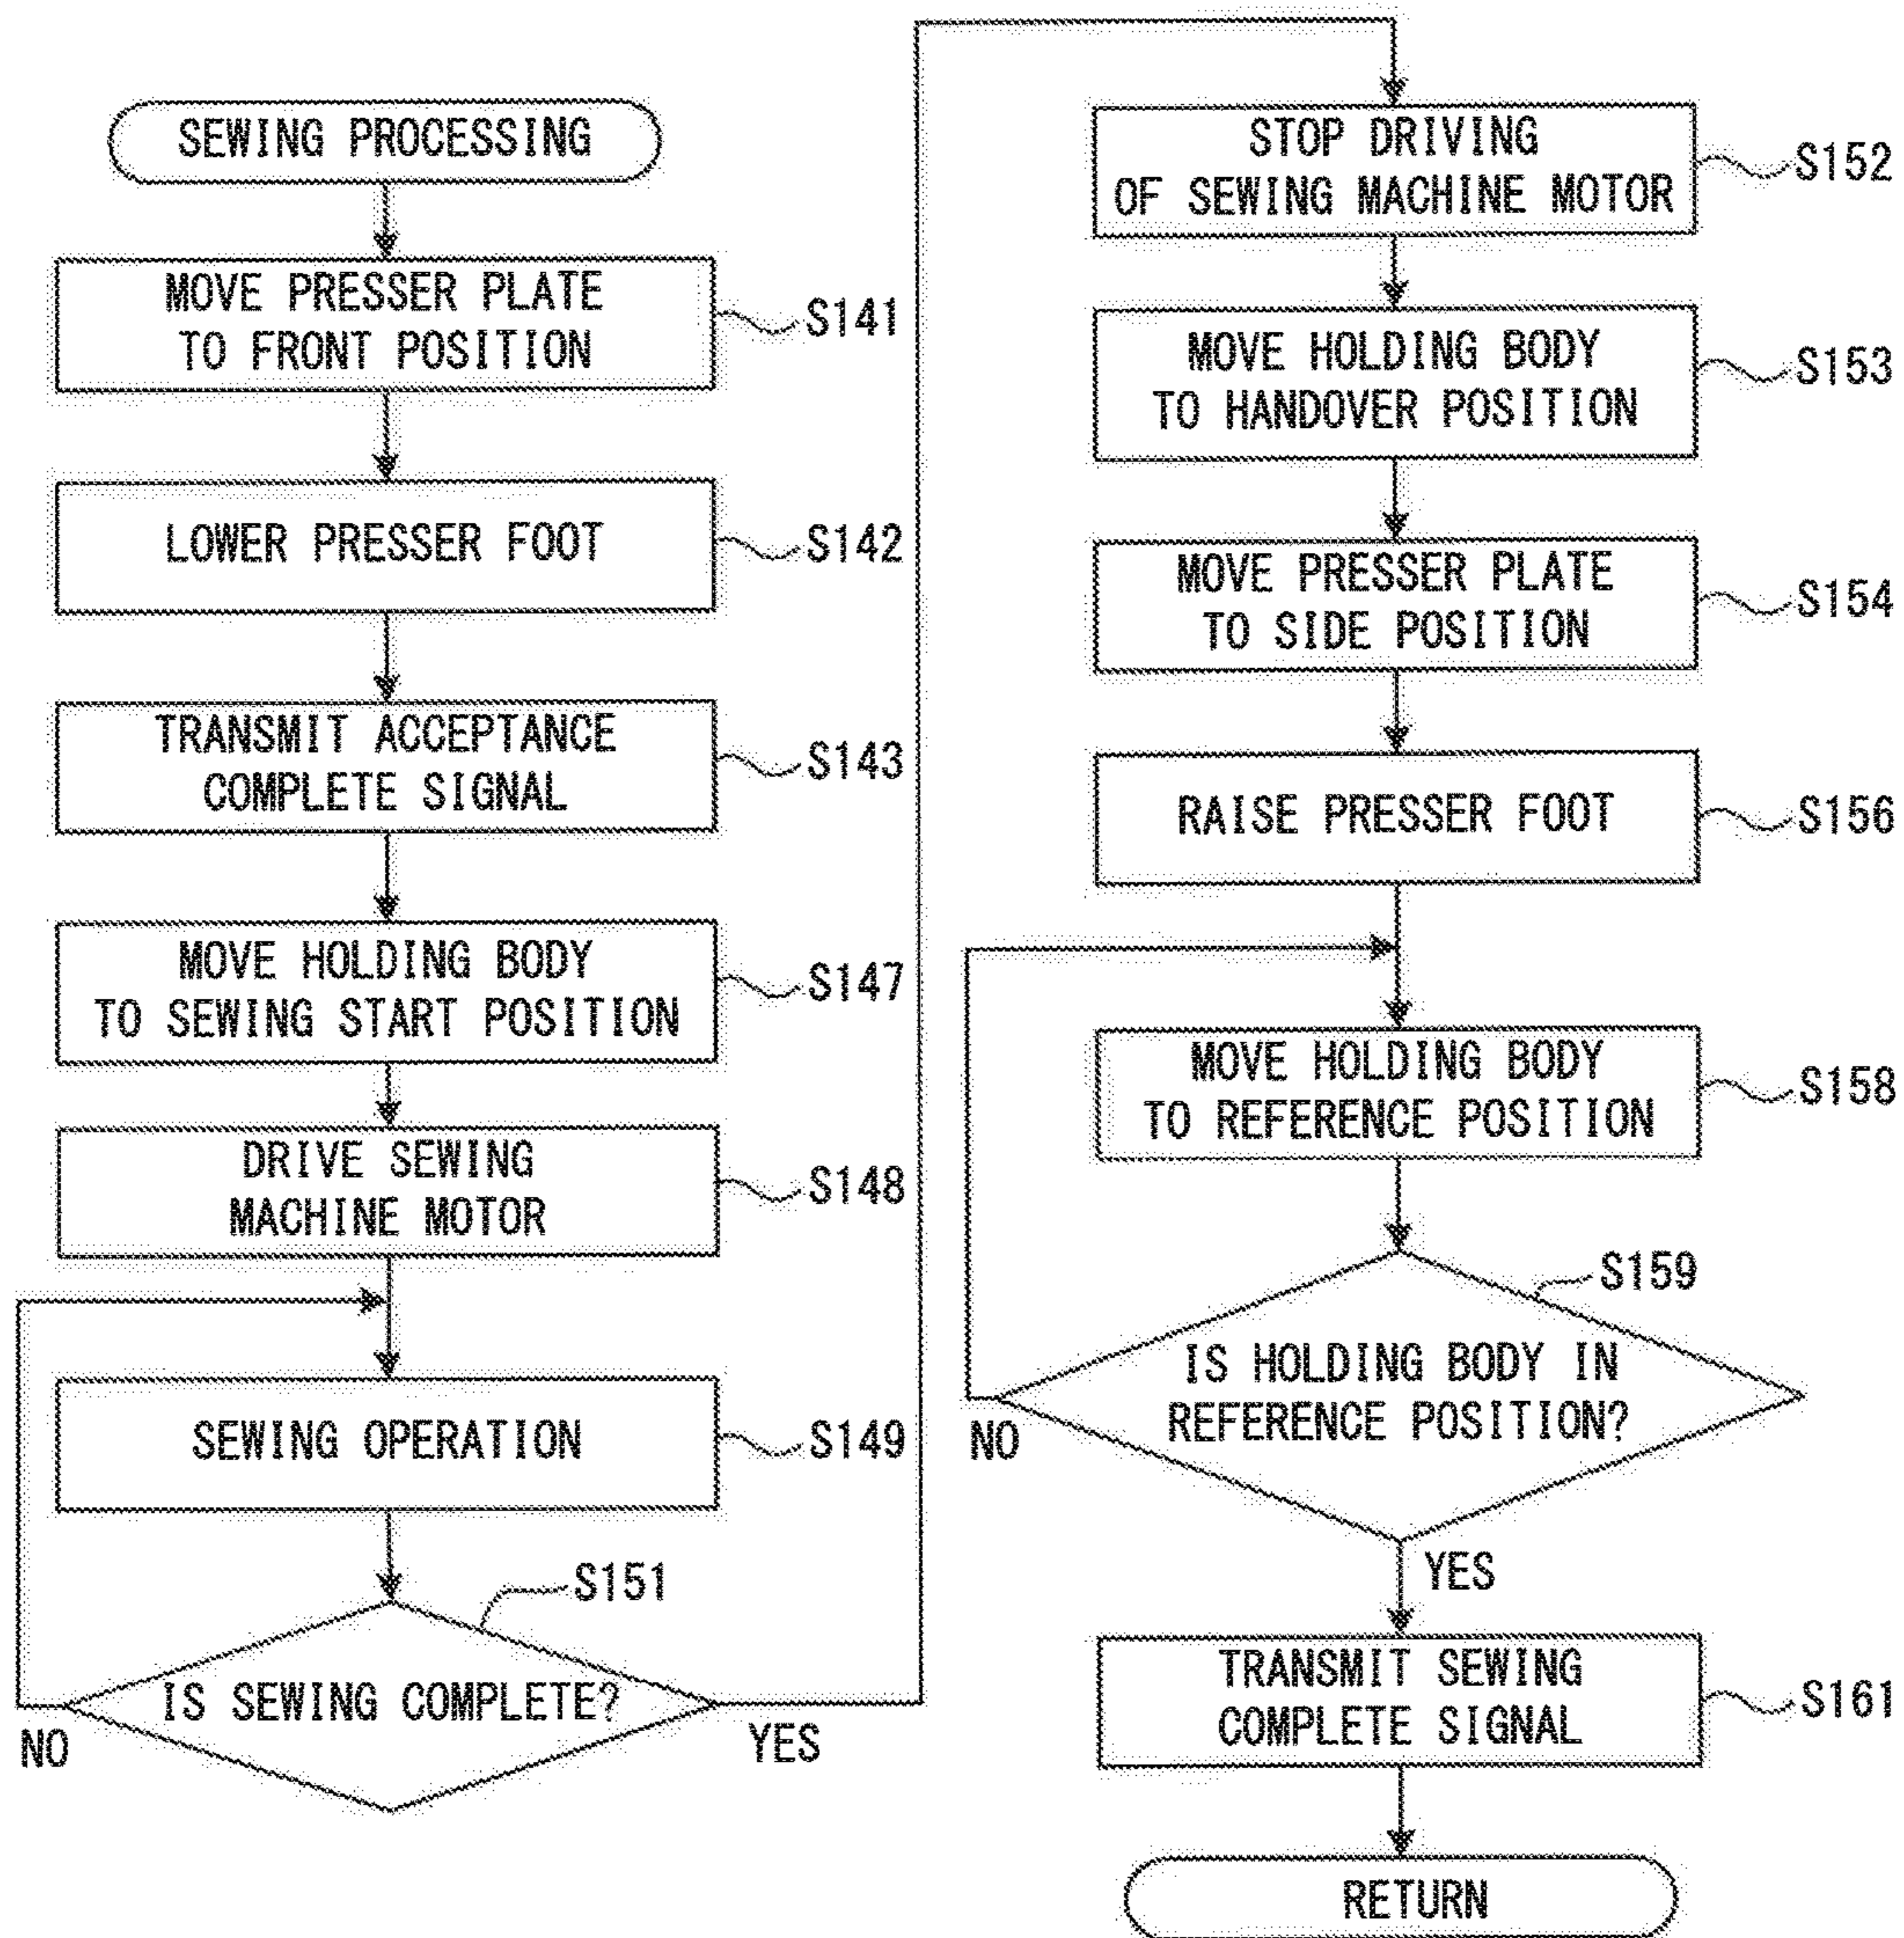 SEWING PROCESSING
MOVE PRESSER PLATE
TO FRONT POSITION
S141
LOWER PRESSER FOOT
S142
TRANSMIT ACCEPTANCE
COMPLETE SIGNAL
S143
MOVE HOLDING BODY
TO SEWING START POSITION
S147
DRIVE SEWING
MACHINE MOTOR
S148
SEWING OPERATION
S149
S151
IS SEWING COMPLETE?
NO
YES
STOP DRIVING
OF SEWING MACHINE MOTOR
S152
MOVE HOLDING BODY
TO HANDOVER POSITION
S153
MOVE PRESSER PLATE
TO SIDE POSITION
S154
RAISE PRESSER FOOT
S156
MOVE HOLDING BODY
TO REFERENCE POSITION
S158
S159
IS HOLDING BODY IN
REFERENCE POSITION?
NO
YES
TRANSMIT SEWING
COMPLETE SIGNAL
S161
RETURN